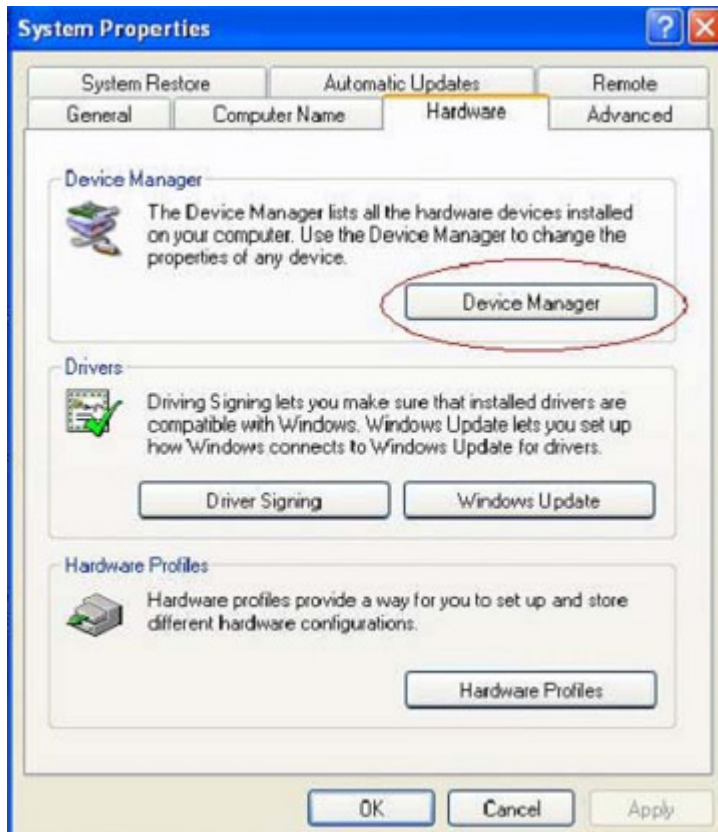 System Properties
System Restore Automatic Updates Remote
General Computer Name Hardware Advanced
Device Manager
The Device Manager lists all the hardware devices installed
on your computer. Use the Device Manager to change the
properties of any device.
Device Manager
Drivers
Driving Signing lets you make sure that installed drivers are
compatible with Windows. Windows Update lets you set up
how Windows connects to Windows Update for drivers.
Driver Signing Windows Update
Hardware Profiles
Hardware profiles provide a way for you to set up and store
different hardware configurations.
Hardware Profiles
OK Cancel Apply